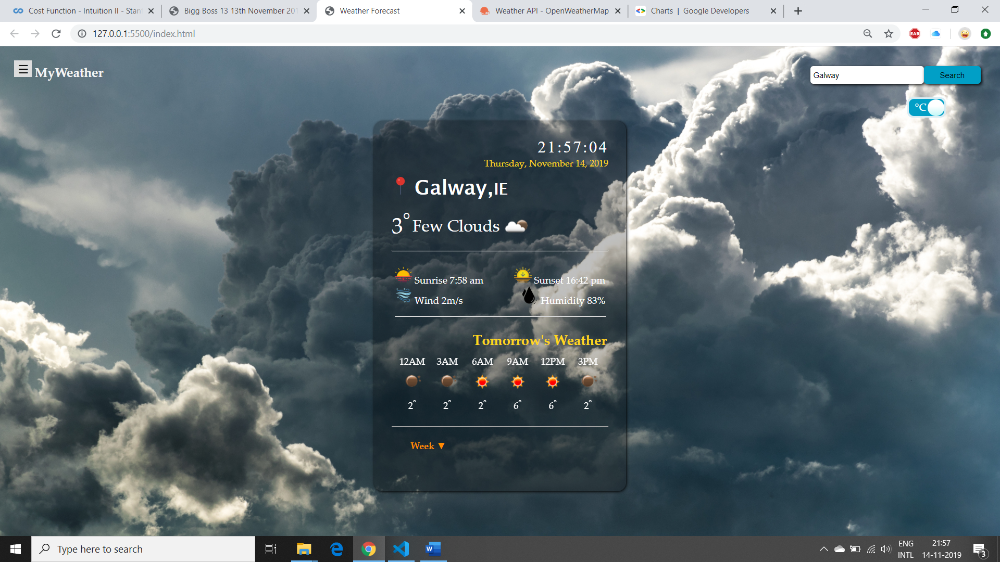 Cost Function - Intuition II - Stan
Bigg Boss 13 13th November 201
Weather Forecast
Weather API - OpenWeatherMap
Charts | Google Developers
127.0.0.1:5500/index.html
EAB
☰ MyWeather
Galway
Search
°C
21:57:04
Thursday, November 14, 2019
Galway,IE
3° Few Clouds
Sunrise 7:58 am
Sunset 16:42 pm
Wind 2m/s
Humidity 83%
Tomorrow's Weather
12AM 3AM 6AM 9AM 12PM 3PM
2° 2° 2° 6° 6° 2°
Week ▼
Type here to search
ENG
INTL
21:57
14-11-2019
3